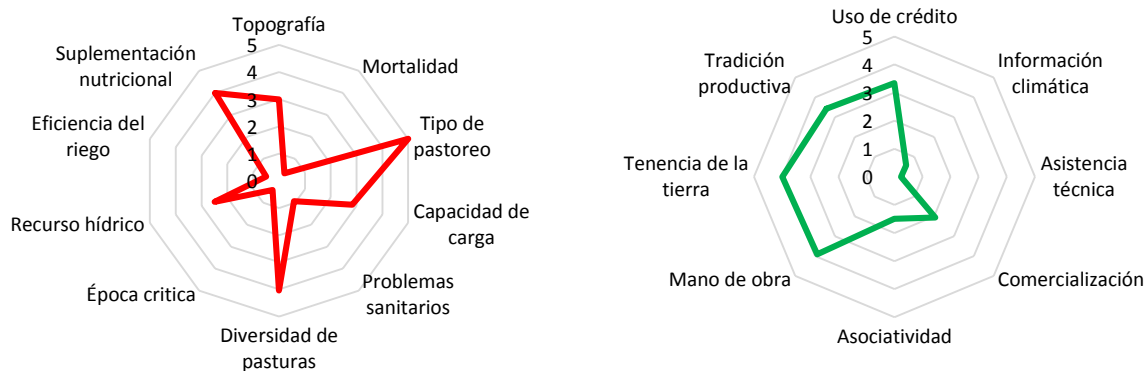 Topografía
Mortalidad
Tipo de
pastoreo
Capacidad de
carga
Problemas
sanitarios
Diversidad de
pasturas
Época critica
Recurso hídrico
Eficiencia del
riego
Suplementación
nutricional
5
4
3
2
1
0
Uso de crédito
Información
climática
Asistencia
técnica
Comercialización
Asociatividad
Mano de obra
Tenencia de la
tierra
Tradición
productiva
5
4
3
2
1
0